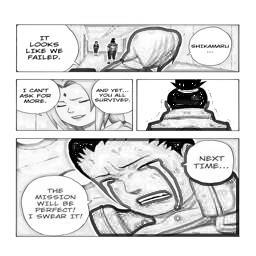 IT
LOOKS
LIKE WE
FAILED.
SHIKAMARU
...
I CAN'T
ASK FOR
MORE.
AND YET...
YOU ALL
SURVIVED.
NEXT
TIME...
THE
MISSION
WILL BE
PERFECT!
I SWEAR IT!